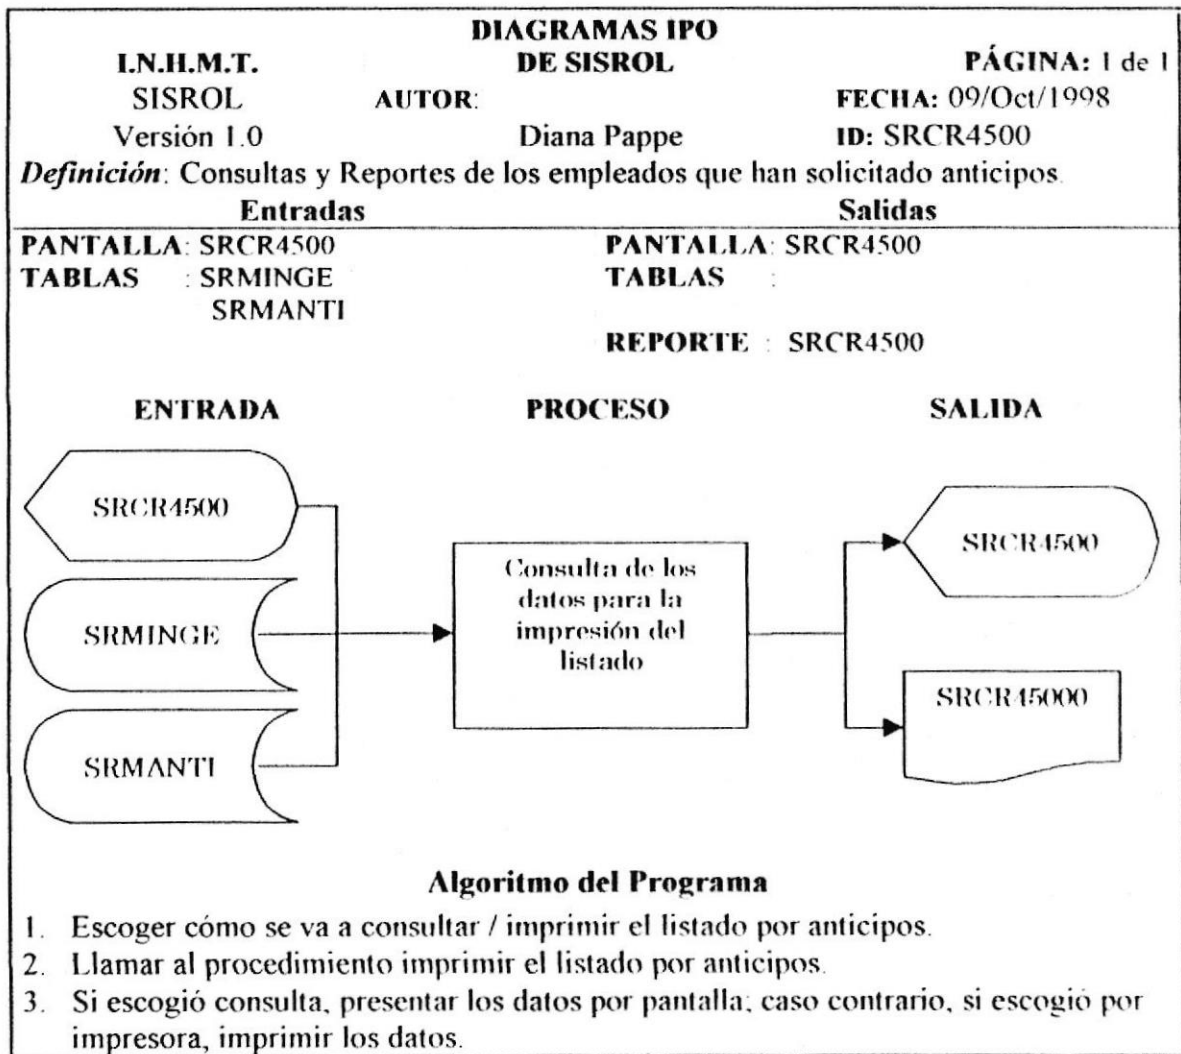 DIAGRAMAS IPO
I.N.H.M.T. DE SISROL PÁGINA: 1 de 1
SISROL AUTOR: FECHA: 09/Oct/1998
Versión 1.0 Diana Pappe ID: SRCR4500
Definición: Consultas y Reportes de los empleados que han solicitado anticipos.
Entradas Salidas
PANTALLA: SRCR4500 PANTALLA: SRCR4500
TABLAS : SRMINGE TABLAS :
SRMANTI
REPORTE : SRCR4500
ENTRADA PROCESO SALIDA
SRCR4500
SRMINGE
SRMANTI
Consulta de los
datos para la
impresión del
listado
SRCR4500
SRCR45000
Algoritmo del Programa
1. Escoger cómo se va a consultar / imprimir el listado por anticipos.
2. Llamar al procedimiento imprimir el listado por anticipos.
3. Si escogió consulta, presentar los datos por pantalla; caso contrario, si escogió por
impresora, imprimir los datos.